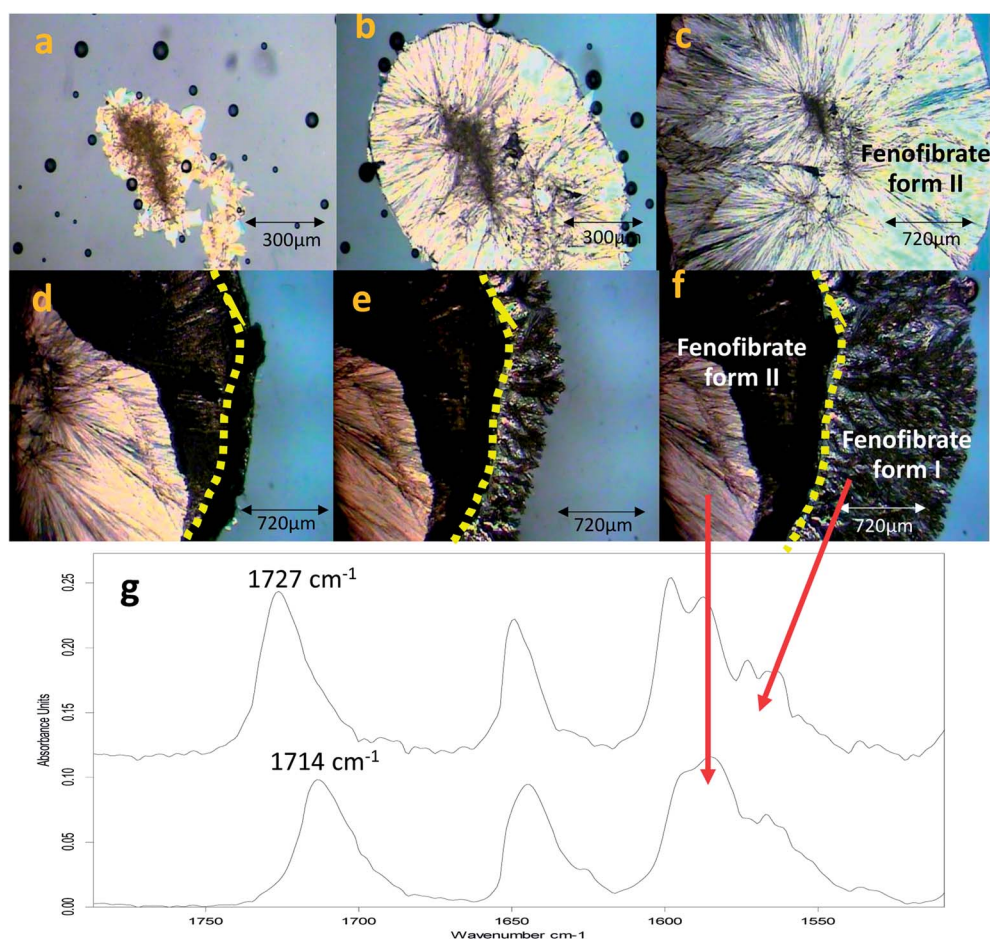 a
300μm
b
300μm
c
Fenofibrate
form II
720μm
d
720μm
e
720μm
f
Fenofibrate
form II
Fenofibrate
form I
720μm
g
1727 cm-1
1714 cm-1
Absorbance Units
0.25
0.20
0.15
0.10
0.05
0.00
1750
1700
1650
1600
1550
Wavenumber cm-1